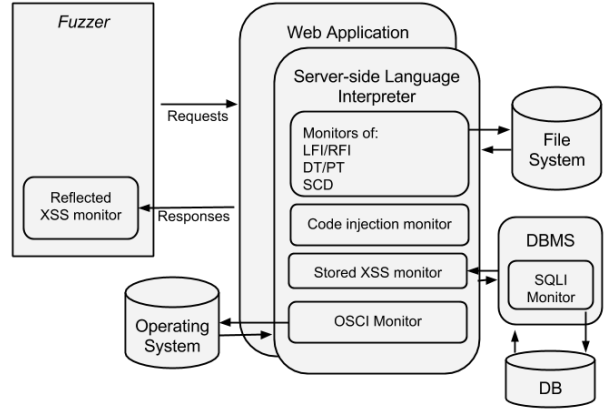 Fuzzer
Web Application
Server-side Language
Interpreter
Requests
Monitors of:
LFI/RFI
DT/PT
SCD
File
System
Reflected
XSS monitor
Responses
Code injection monitor
DBMS
Stored XSS monitor
SQLI
Monitor
Operating
System
OSCI Monitor
DB